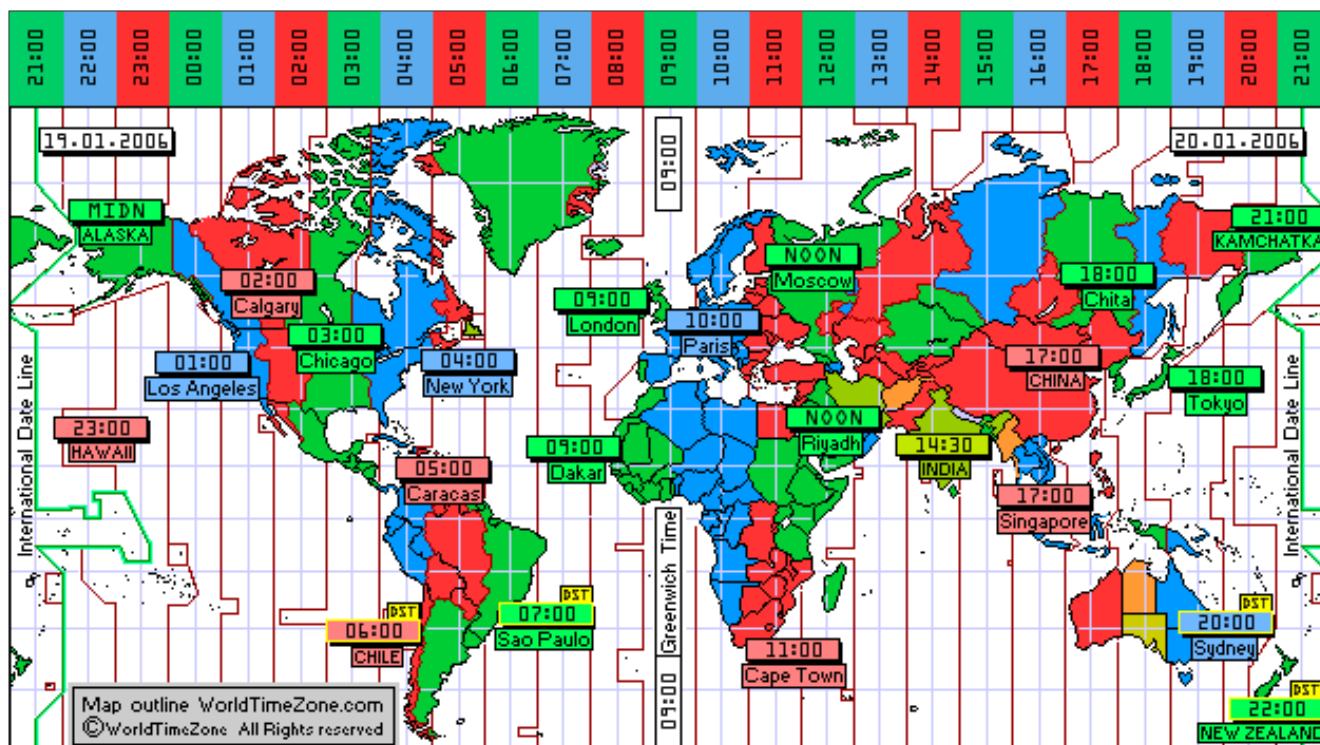 21:00 22:00 23:00 00:00 01:00 02:00 03:00 04:00 05:00 06:00 07:00 08:00 09:00 10:00 11:00 12:00 13:00 14:00 15:00 16:00 17:00 18:00 19:00 20:00 21:00
19.01.2006
09:00
20.01.2006
MIDN
ALASKA
21:00
KAMCHATKA
NOON
Moscow
02:00
Calgary
18:00
Chita
09:00
London
10:00
Paris
03:00
Chicago
01:00
Los Angeles
04:00
New York
17:00
CHINA
18:00
Tokyo
International Date Line
International Date Line
23:00
HAWAII
NOON
Riyadh
09:00
Dakar
14:30
INDIA
05:00
Caracas
17:00
Singapore
Greenwich Time
DST
06:00
CHILE
DST
07:00
Sao Paulo
DST
20:00
Sydney
11:00
Cape Town
09:00
DST
22:00
NEW ZEALAND
Map outline WorldTimeZone.com
©WorldTimeZone All Rights reserved